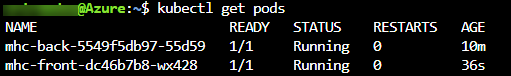 @Azure:~$ kubectl get pods
NAME READY STATUS RESTARTS AGE
mhc-back-5549f5db97-55d59 1/1 Running 0 10m
mhc-front-dc46b7b8-wx428 1/1 Running 0 36s